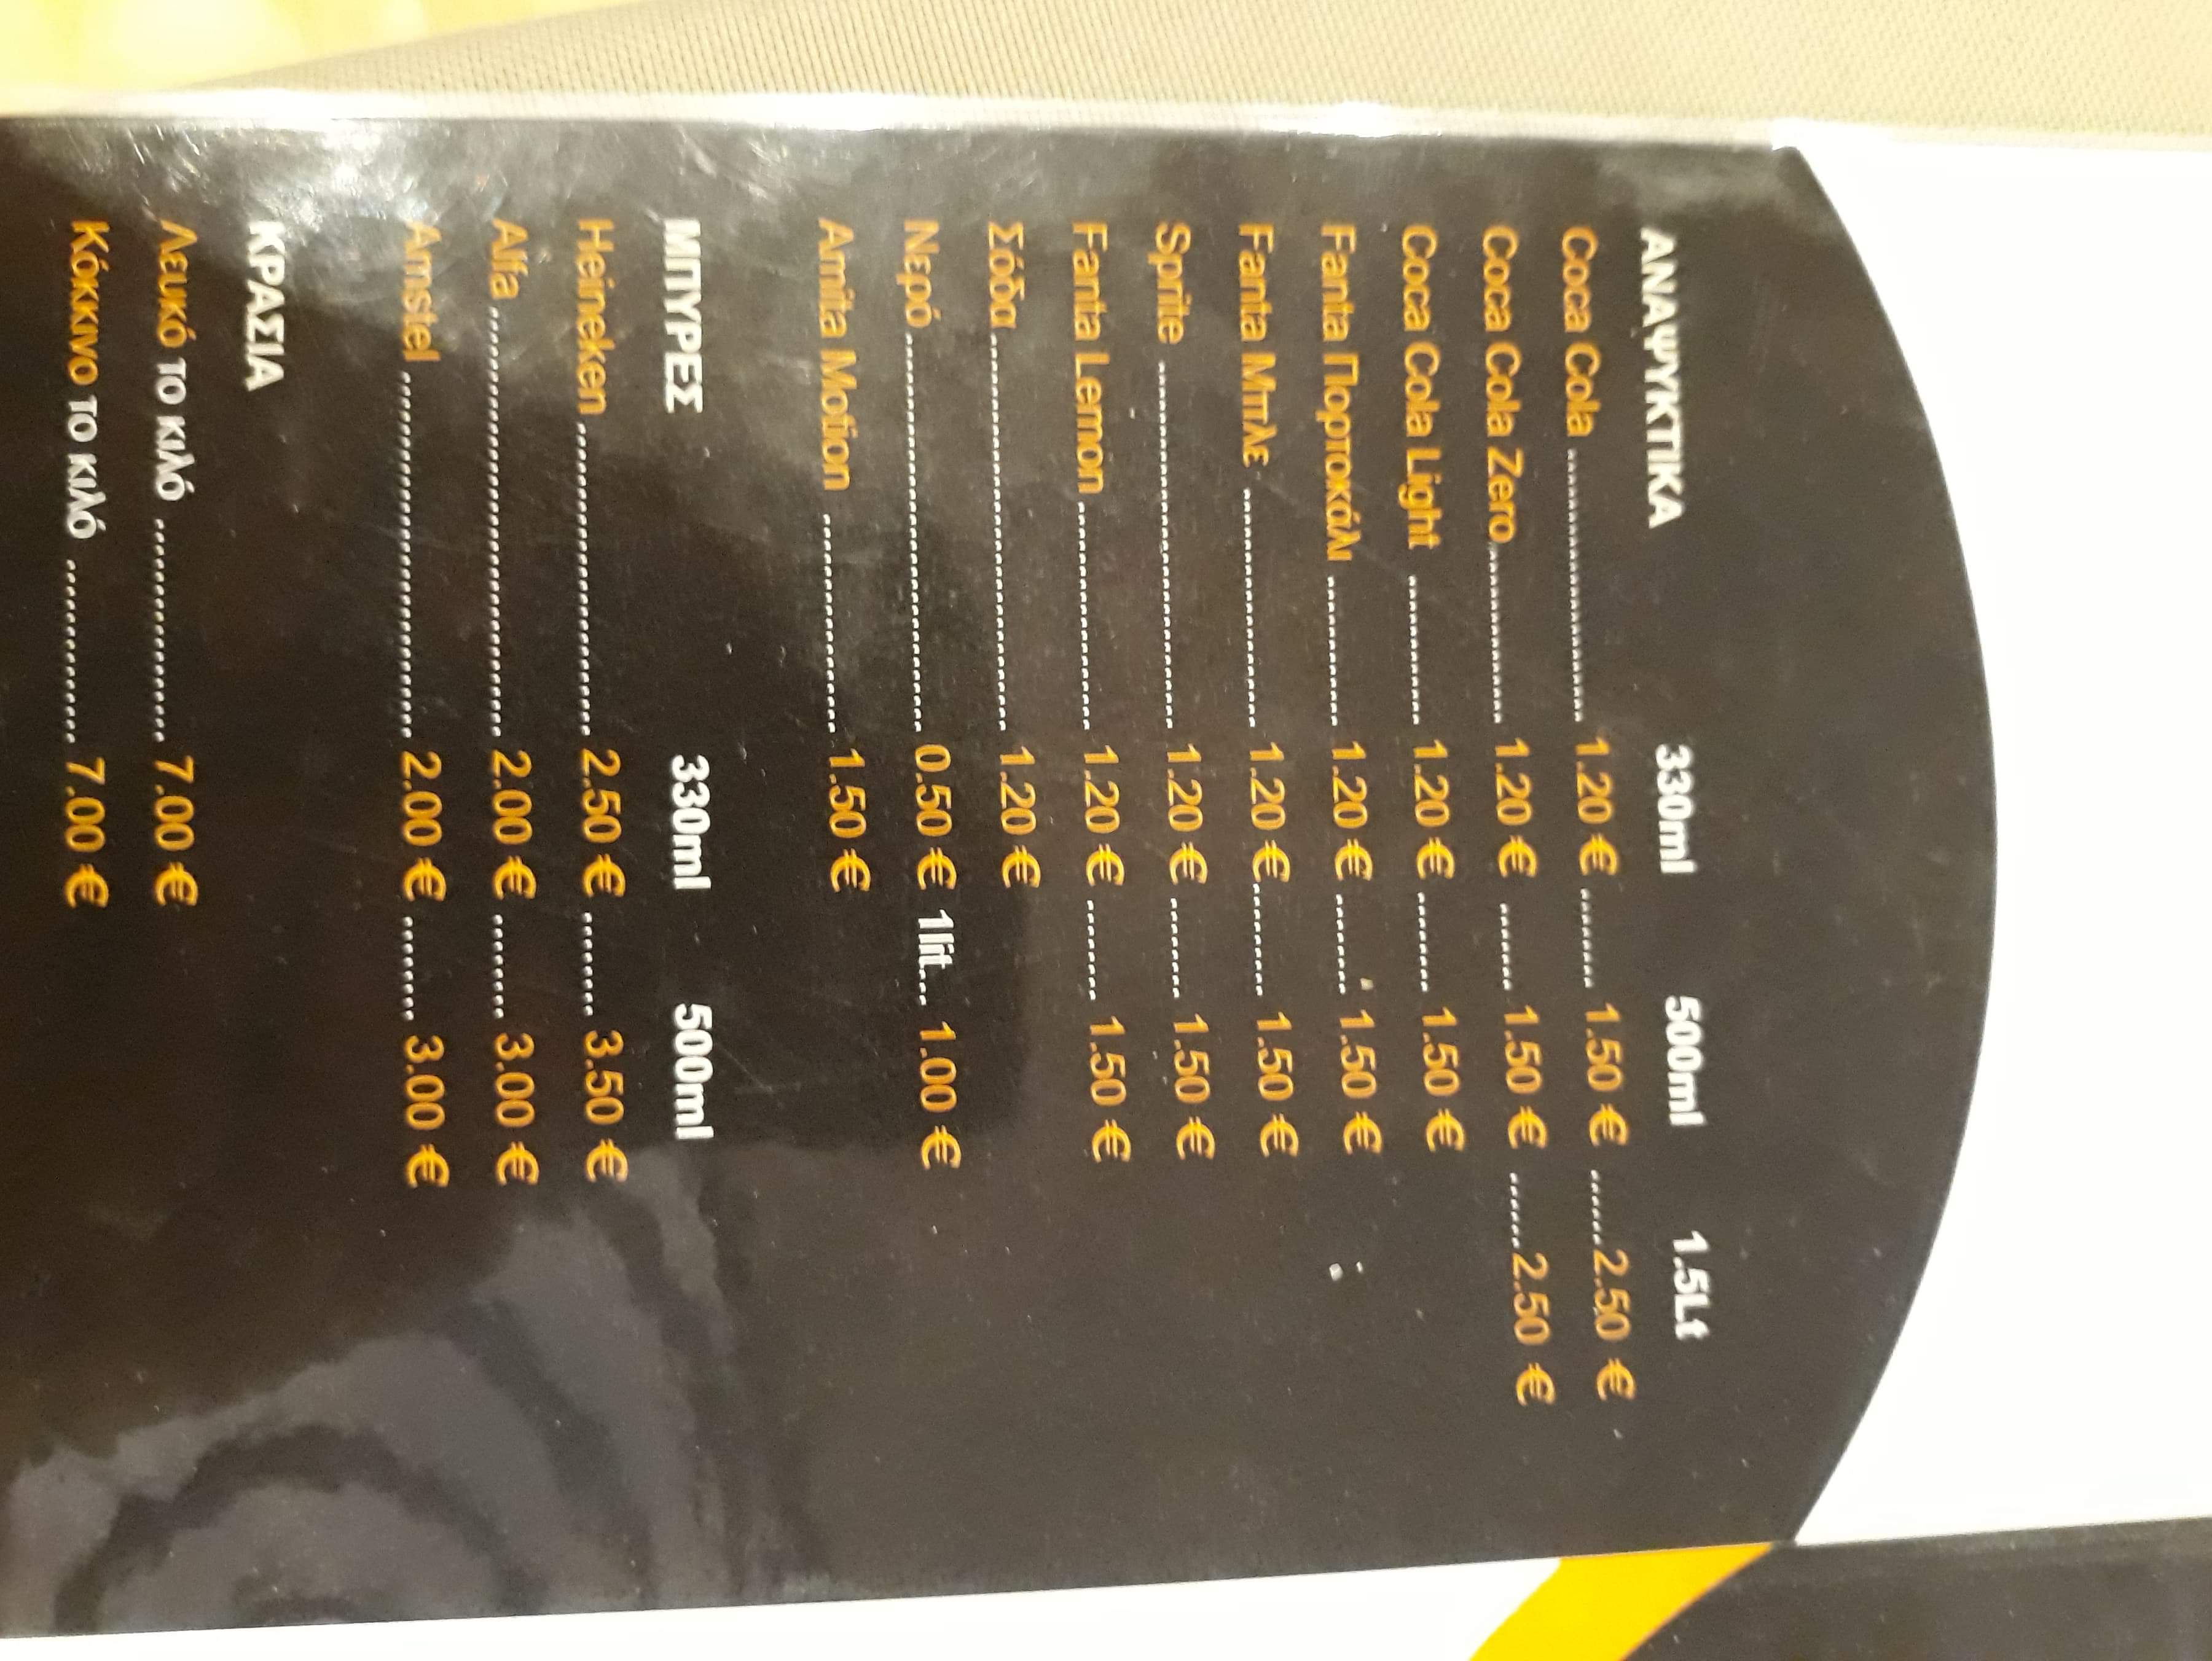 ΑΝΑΨΥΚΤΙΚΑ 330ml 500ml 1.5Lt
Coca Cola 1.20 € 1.50 € 2.50 €
Coca Cola Zero 1.20 € 1.50 € 2.50 €
Coca Cola Light 1.20 € 1.50 €
Fanta Πορτοκάλι 1.20 € 1.50 €
Fanta Μπλε 1.20 € 1.50 €
Sprite 1.20 € 1.50 €
Fanta Lemon 1.20 € 1.50 €
Σόδα 1.20 €
Νερό 0.50 € 1lit 1.00 €
Amita Motion 1.50 €
ΜΠΥΡΕΣ 330ml 500ml
Heineken 2.50 € 3.50 €
Alfa 2.00 € 3.00 €
Amstel 2.00 € 3.00 €
ΚΡΑΣΙΑ
Λευκό το κιλό 7.00 €
Κόκκινο το κιλό 7.00 €